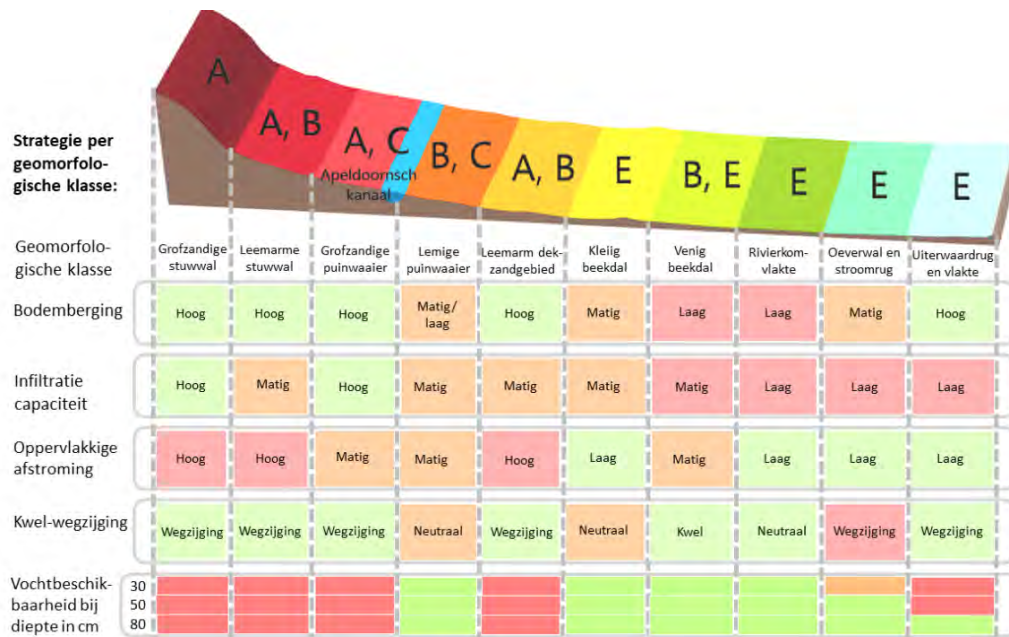 A
A, B
A, C
B, C
A, B
E
B, E
E
E
E
Apeldoornsch
kanaal
Strategie per
geomorfolo-
gische klasse:
Geomorfolo-
gische klasse
Grofzandige
stuwwal
Leemarme
stuwwal
Grofzandige
puinwaaier
Lemige
puinwaaier
Leemarm dek-
zandgebied
Kleiig
beekdal
Venig
beekdal
Rivierkom-
vlakte
Oeverwal en
stroomrug
Uiterwaardrug
en vlakte
Bodemberging
Hoog
Hoog
Hoog
Matig/
laag
Hoog
Matig
Laag
Laag
Matig
Hoog
Infiltratie
capaciteit
Hoog
Matig
Hoog
Matig
Matig
Matig
Matig
Laag
Laag
Laag
Oppervlakkige
afstroming
Hoog
Hoog
Matig
Matig
Hoog
Laag
Matig
Laag
Laag
Laag
Kwel-wegzijging
Wegzijging
Wegzijging
Wegzijging
Neutraal
Wegzijging
Neutraal
Kwel
Neutraal
Wegzijging
Wegzijging
Vochtbeschik-
baarheid bij
diepte in cm
30
50
80